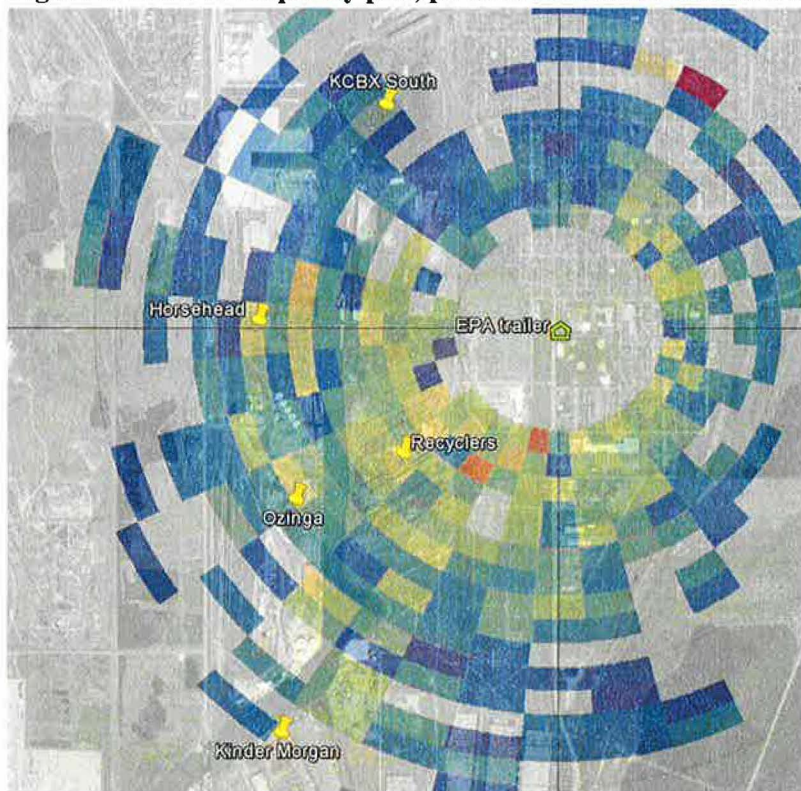 KCBX South
Horsehead
EPA trailer
Recyclers
Ozinga
Kinder Morgan